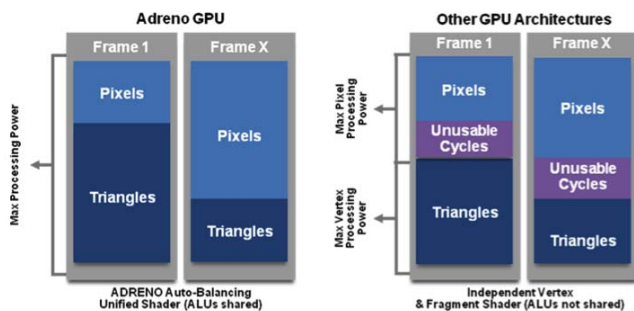 Adreno GPU
Frame 1
Frame X
Pixels
Pixels
Triangles
Triangles
Max Processing Power
ADRENO Auto-Balancing
Unified Shader (ALUs shared)
Other GPU Architectures
Frame 1
Frame X
Pixels
Pixels
Unusable
Cycles
Unusable
Cycles
Triangles
Triangles
Max Pixel
Processing
Power
Max Vertex
Processing
Power
Independent Vertex
& Fragment Shader (ALUs not shared)